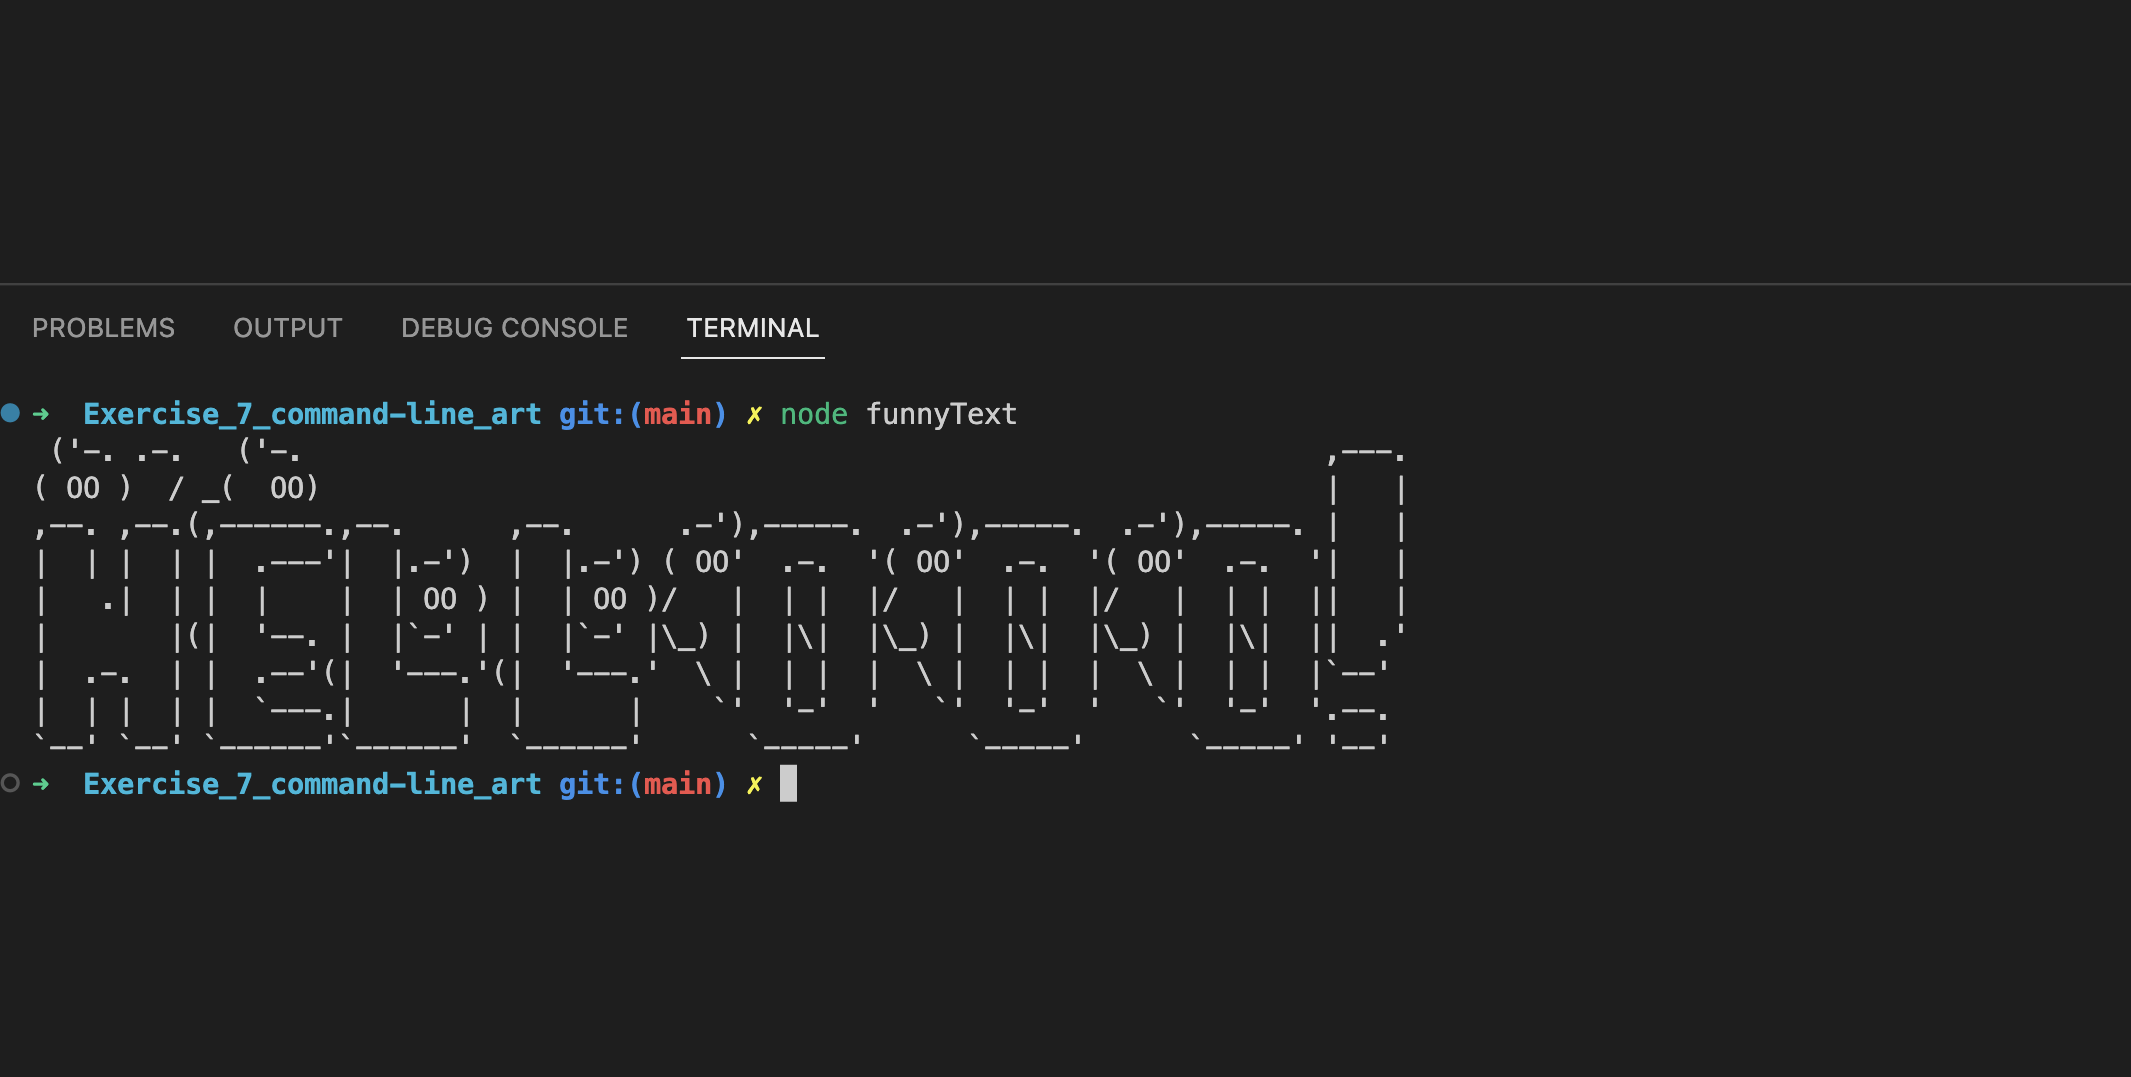 PROBLEMS OUTPUT DEBUG CONSOLE TERMINAL
➜  Exercise_7_command-line_art git:(main) ✗ node funnyText
  ('-. .-.   ('-.                                                             ,---.
 ( OO )  / _(  OO)                                                            |   |
 ,--. ,--.(,------.,--.      ,--.      .-'),-----.  .-'),-----.  .-'),-----. |   |
 |  | |  | |  .---'|  |.-')  |  |.-') ( OO'  .-.  '( OO'  .-.  '( OO'  .-.  '|   |
 |   .|  | |  |    |  | OO ) |  | OO )/   |  | |  |/   |  | |  |/   |  | |  ||   |
 |       |(|  '--. |  |`-' | |  |`-' |\_) |  |\|  |\_) |  |\|  |\_) |  |\|  ||  .'
 |  .-.  | |  .--'(|  '---.'(|  '---.'  \ |  | |  |  \ |  | |  |  \ |  | |  |`--'
 |  | |  | |  `---.|      |  |      |    `'  '-'  '   `'  '-'  '   `'  '-'  '.--.
 `--' `--' `------'`------'  `------'      `-----'      `-----'      `-----' '--'
➜  Exercise_7_command-line_art git:(main) ✗